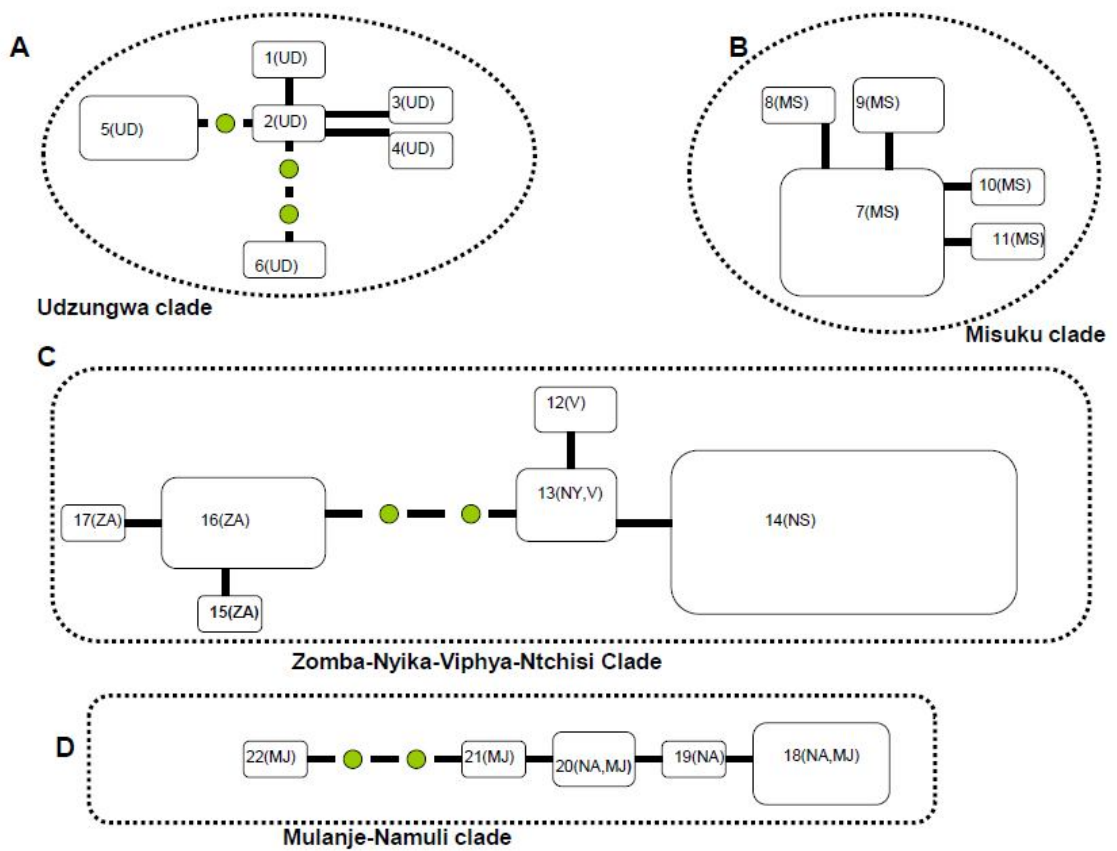 A
1(UD)
5(UD)
2(UD)
3(UD)
4(UD)
6(UD)
Udzungwa clade
B
8(MS)
9(MS)
7(MS)
10(MS)
11(MS)
Misuku clade
C
12(V)
13(NY,V)
14(NS)
16(ZA)
17(ZA)
15(ZA)
Zomba-Nyika-Viphya-Ntchisi Clade
D
22(MJ)
21(MJ)
20(NA,MJ)
19(NA)
18(NA,MJ)
Mulanje-Namuli clade